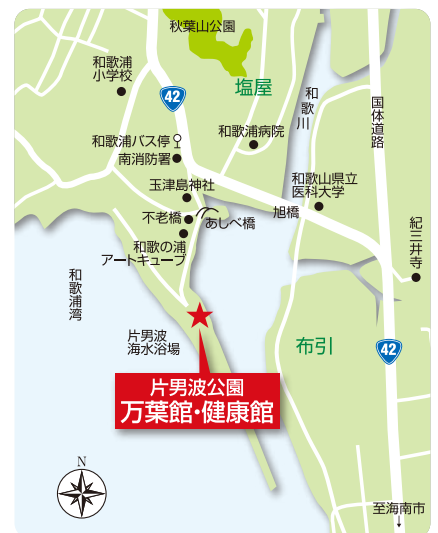 秋葉山公園
和歌浦
小学校
42
塩屋
和歌川
国体道路
和歌浦バス停
南消防署
和歌浦病院
玉津島神社
和歌山県立
医科大学
不老橋
あしべ橋
旭橋
和歌の浦
アートキューブ
紀三井寺
和歌浦湾
片男波
海水浴場
布引
42
片男波公園
万葉館・健康館
N
至海南市